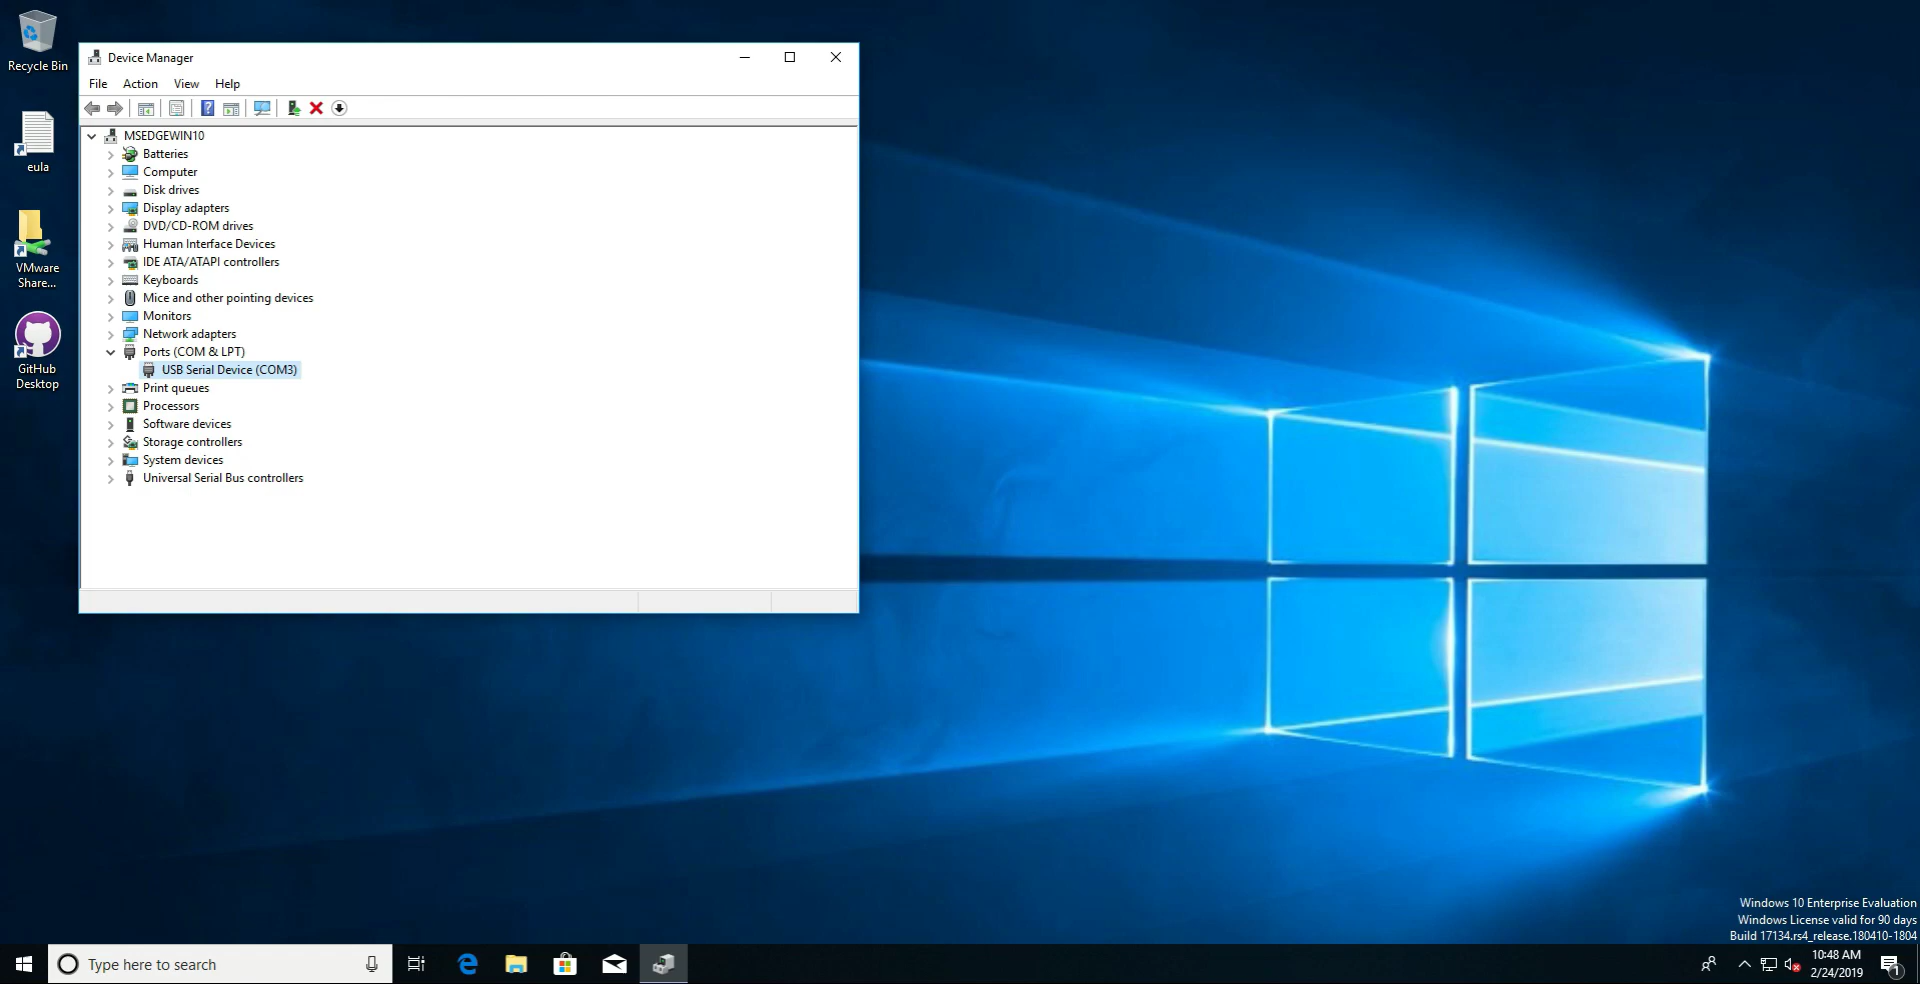 Recycle Bin
eula
VMware
Share...
GitHub
Desktop
Device Manager
File Action View Help
MSEDGEWIN10
Batteries
Computer
Disk drives
Display adapters
DVD/CD-ROM drives
Human Interface Devices
IDE ATA/ATAPI controllers
Keyboards
Mice and other pointing devices
Monitors
Network adapters
Ports (COM & LPT)
USB Serial Device (COM3)
Print queues
Processors
Software devices
Storage controllers
System devices
Universal Serial Bus controllers
Windows 10 Enterprise Evaluation
Windows License valid for 90 days
Build 17134.rs4_release.180410-1804
Type here to search
10:48 AM
2/24/2019
1